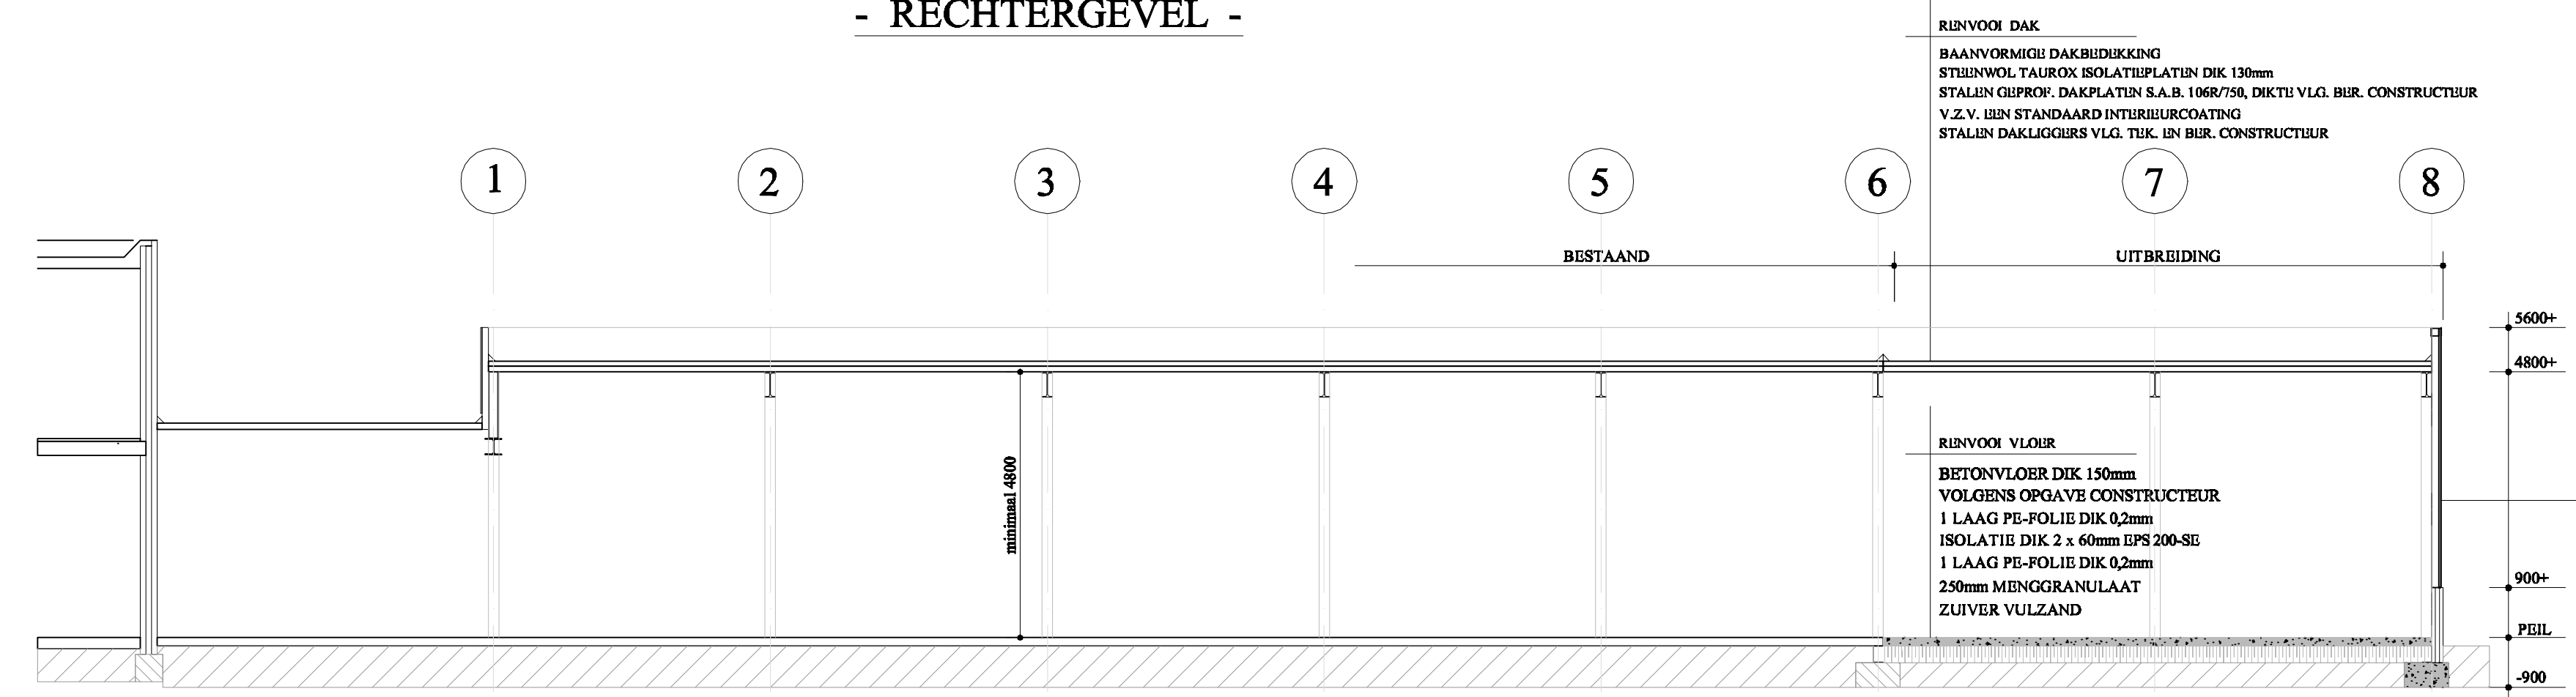 - RECHTERGEVEL -
RENVOOI DAK
BAANVORMIGE DAKBEDEKKING
STEENWOL TAUROX ISOLATIEPLATEN DIK 130mm
STALEN GEPROF. DAKPLATEN S.A.B. 106R/750, DIKTE VLG. BER. CONSTRUCTEUR
V.Z.V. EEN STANDAARD INTERIEURCOATING
STALEN DAKLIGGERS VLG. TEK. EN BER. CONSTRUCTEUR
1 2 3 4 5 6 7 8
BESTAAND UITBREIDING
5600+
4800+
minimaal 4800
RENVOOI VLOER
BETONVLOER DIK 150mm
VOLGENS OPGAVE CONSTRUCTEUR
1 LAAG PE-FOLIE DIK 0,2mm
ISOLATIE DIK 2 x 60mm EPS 200-SE
1 LAAG PE-FOLIE DIK 0,2mm
250mm MENGGRANULAAT
ZUIVER VULZAND
900+
PEIL
-900